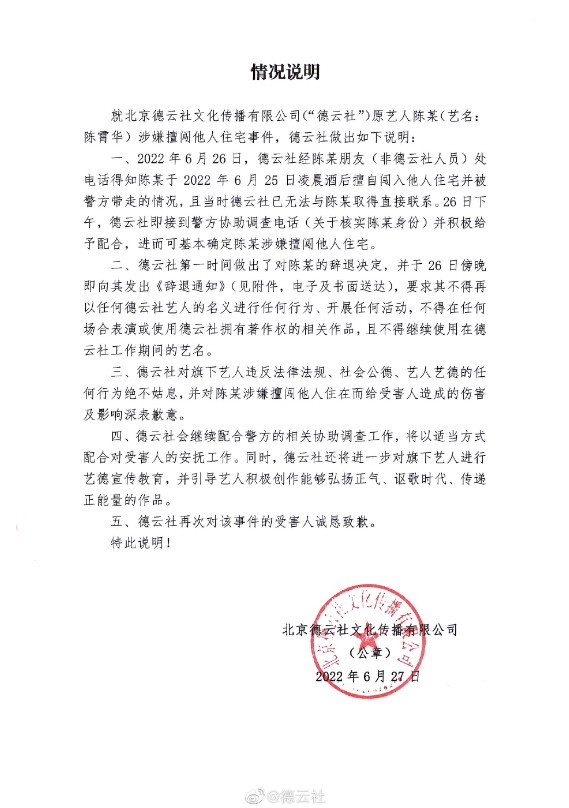 情况说明
就北京德云社文化传播有限公司(“德云社”)原艺人陈某(艺名:
陈霄华)涉嫌擅闯他人住宅事件,德云社做出如下说明:
一、2022年6月26日,德云社经陈某朋友(非德云社人员)处
电话得知陈某于2022年6月25日凌晨酒后擅自闯入他人住宅并被
警方带走的情况,且当时德云社已无法与陈某取得直接联系。26日下
午,德云社即接到警方协助调查电话(关于核实陈某身份)并积极给
予配合,进而可基本确定陈某涉嫌擅闯他人住宅。
二、德云社第一时间做出了对陈某的辞退决定,并于26日傍晚
即向其发出《辞退通知》(见附件,电子及书面送达),要求其不得再
以任何德云社艺人的名义进行任何行为、开展任何活动,不得在任何
场合表演或使用德云社拥有著作权的相关作品,且不得继续使用在德
云社工作期间的艺名。
三、德云社对旗下艺人违反法律法规、社会公德、艺人艺德的任
何行为绝不姑息,并对陈某涉嫌擅闯他人住在而给受害人造成的伤害
及影响深表歉意。
四、德云社会继续配合警方的相关协助调查工作,将以适当方式
配合对受害人的安抚工作。同时,德云社还将进一步对旗下艺人进行
艺德宣传教育,并引导艺人积极创作能够弘扬正气、讴歌时代、传递
正能量的作品。
五、德云社再次对该事件的受害人诚恳致歉。
特此说明!
北京德云社文化传播有限公司
北京德云社文化传播有限公司
(公章)
2022年6月27日
@德云社